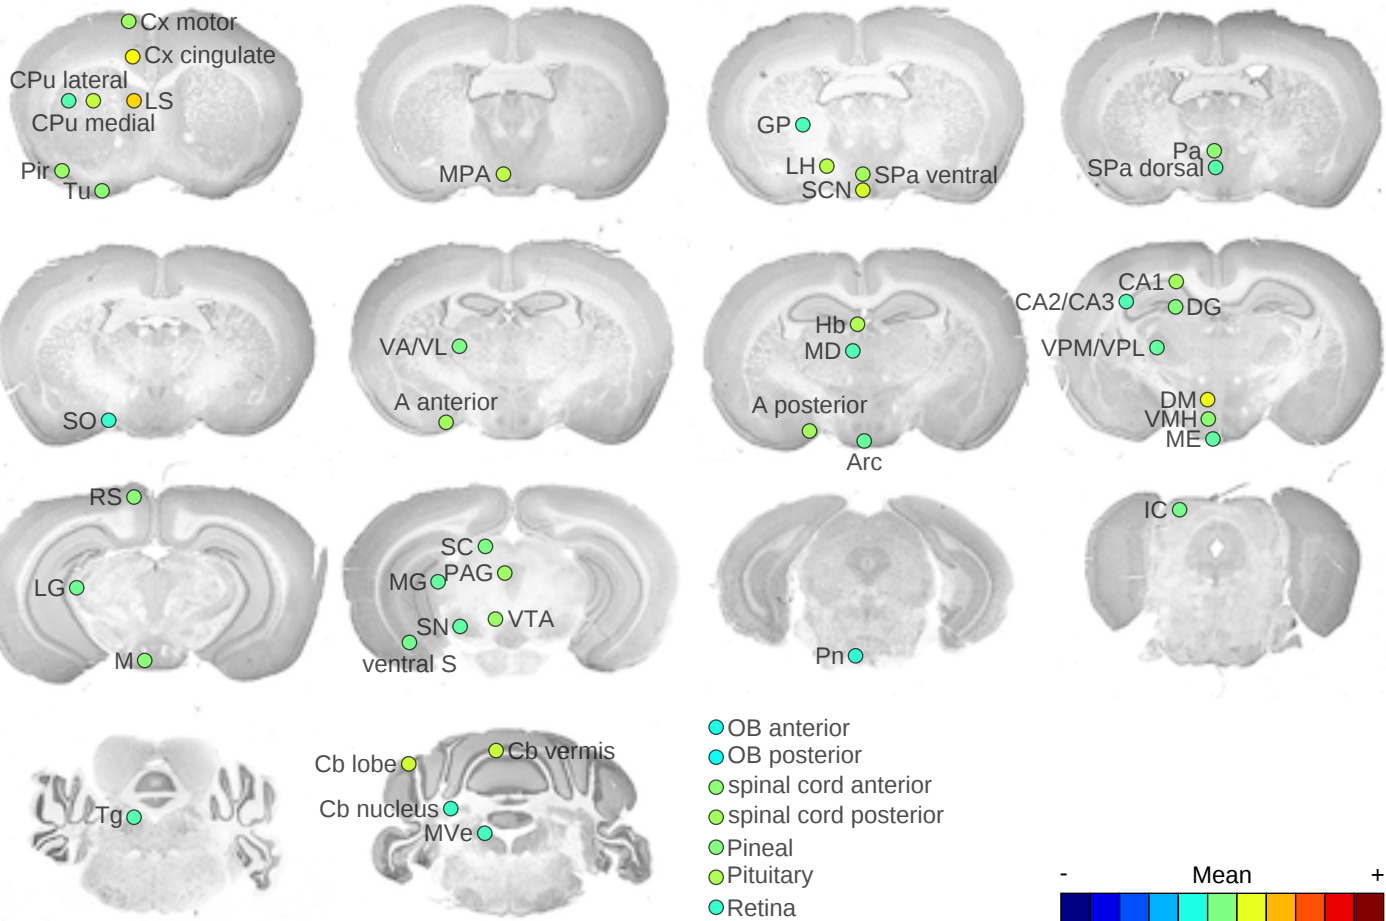 Cx motor
Cx cingulate
CPu lateral
LS
CPu medial
Pir
Tu
MPA
GP
LH
SPa ventral
SCN
Pa
SPa dorsal
SO
VA/VL
A anterior
Hb
MD
A posterior
Arc
CA1
CA2/CA3
DG
VPM/VPL
DM
VMH
ME
RS
LG
M
SC
PAG
MG
VTA
SN
ventral S
Pn
IC
Tg
Cb vermis
Cb lobe
Cb nucleus
MVe
OB anterior
OB posterior
spinal cord anterior
spinal cord posterior
Pineal
Pituitary
Retina
- Mean +